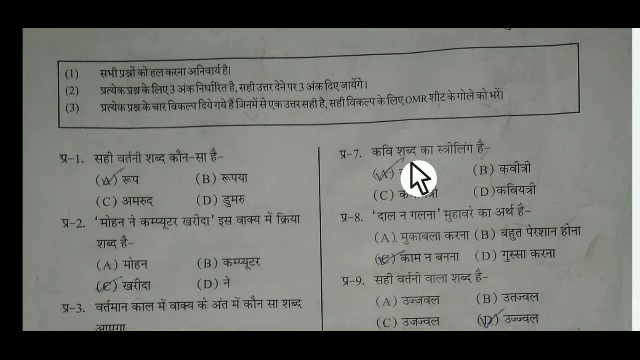 (1) सभी प्रश्नों को हल करना अनिवार्य है।
(2) प्रत्येक प्रश्न के लिए 3 अंक निर्धारित है, सही उत्तर देने पर 3 अंक दिए जायेंगे।
(3) प्रत्येक प्रश्न के चार विकल्प दिये गये हैं जिनमें से एक उत्तर सही है, सही विकल्प के लिए OMR शीट के गोले को भरें।
प्र-1. सही वर्तनी शब्द कौन-सा है-
(A) रूप (B) रूपया
(C) अमरुद (D) डुमरु
प्र-2. 'मोहन ने कम्प्यूटर खरीदा' इस वाक्य में क्रिया
शब्द है-
(A) मोहन (B) कम्प्यूटर
(C) खरीदा (D) ने
प्र-3. वर्तमान काल में वाक्य के अंत में कौन सा शब्द
आएगा
प्र-7. कवि शब्द का स्त्रीलिंग है-
(A) (B) कवीत्री
(C) (D) कवियत्री
प्र-8. 'दाल न गलना' मुहावरे का अर्थ है-
(A) मुकाबला करना (B) बहुत पेरशान होना
(C) काम न बनना (D) गुस्सा करना
प्र-9. सही वर्तनी वाला शब्द है-
(A) उज्जवल (B) उतज्वल
(C) उजज्वल (D) उज्ज्वल